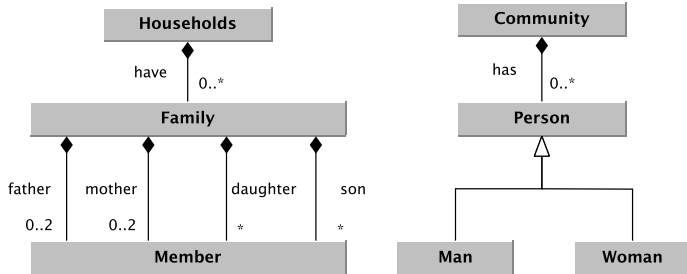 Households
have
0..*
Family
father
mother
daughter
son
0..2
0..2
*
*
Member
Community
has
0..*
Person
Man
Woman